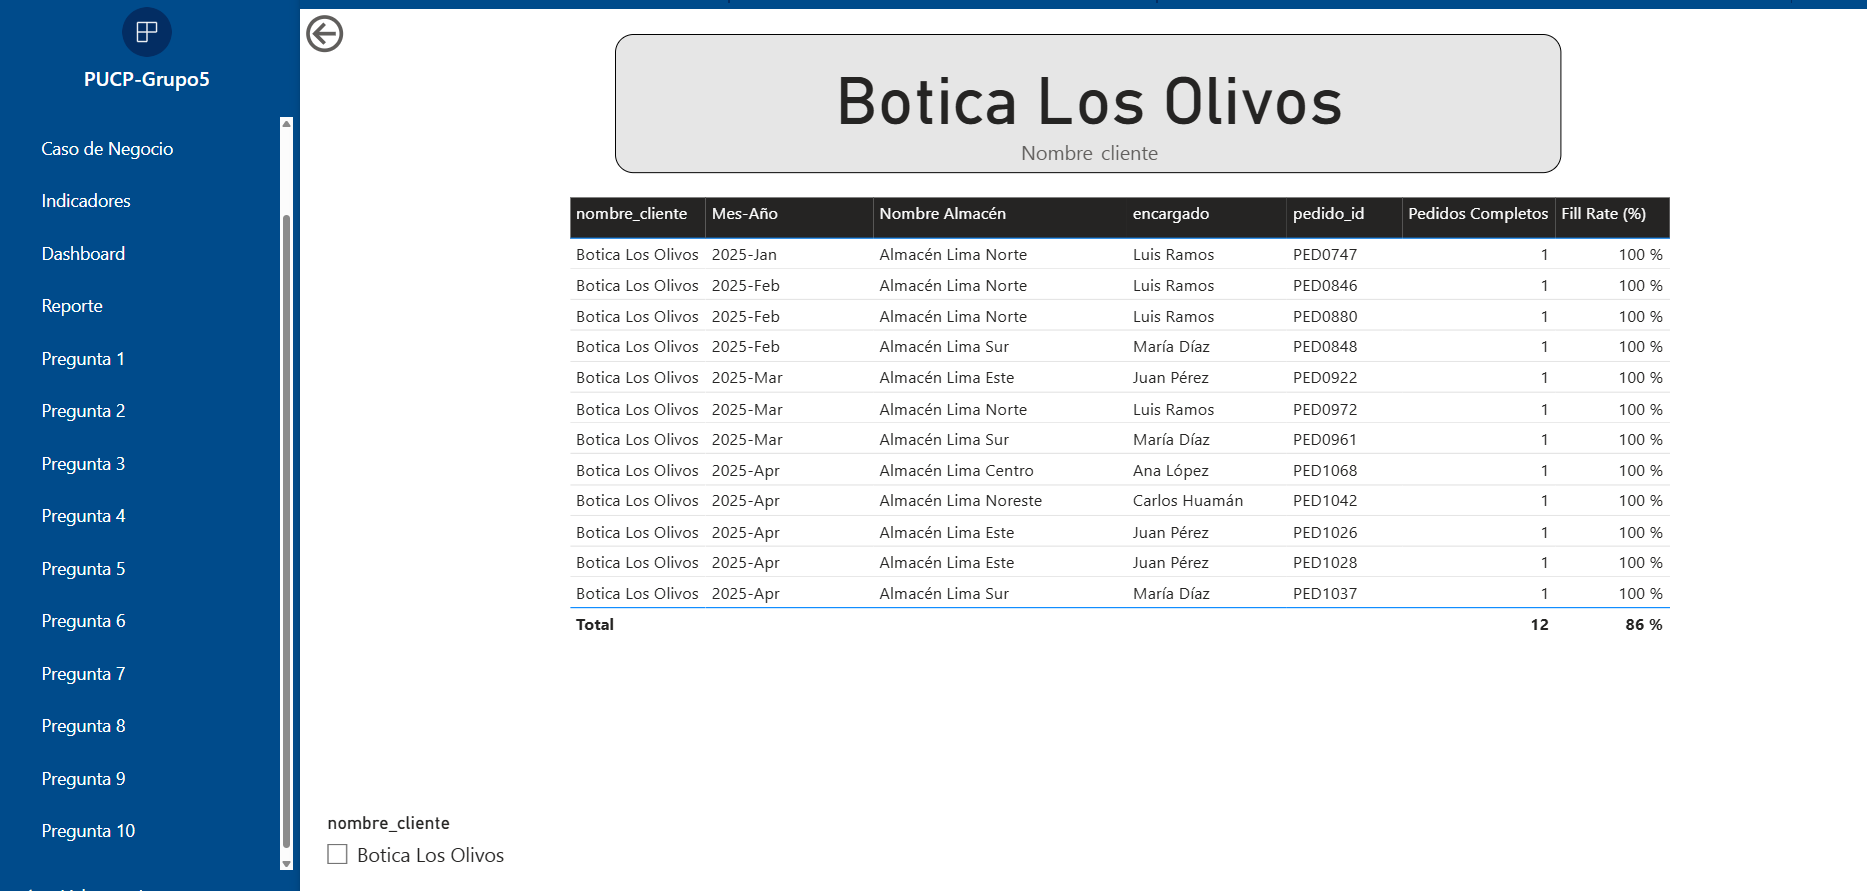 PUCP-Grupo5
Caso de Negocio
Indicadores
Dashboard
Reporte
Pregunta 1
Pregunta 2
Pregunta 3
Pregunta 4
Pregunta 5
Pregunta 6
Pregunta 7
Pregunta 8
Pregunta 9
Pregunta 10
Botica Los Olivos
Nombre cliente
nombre_cliente Mes-Año Nombre Almacén encargado pedido_id Pedidos Completos Fill Rate (%)
Botica Los Olivos 2025-Jan Almacén Lima Norte Luis Ramos PED0747 1 100 %
Botica Los Olivos 2025-Feb Almacén Lima Norte Luis Ramos PED0846 1 100 %
Botica Los Olivos 2025-Feb Almacén Lima Norte Luis Ramos PED0880 1 100 %
Botica Los Olivos 2025-Feb Almacén Lima Sur María Díaz PED0848 1 100 %
Botica Los Olivos 2025-Mar Almacén Lima Este Juan Pérez PED0922 1 100 %
Botica Los Olivos 2025-Mar Almacén Lima Norte Luis Ramos PED0972 1 100 %
Botica Los Olivos 2025-Mar Almacén Lima Sur María Díaz PED0961 1 100 %
Botica Los Olivos 2025-Apr Almacén Lima Centro Ana López PED1068 1 100 %
Botica Los Olivos 2025-Apr Almacén Lima Noreste Carlos Huamán PED1042 1 100 %
Botica Los Olivos 2025-Apr Almacén Lima Este Juan Pérez PED1026 1 100 %
Botica Los Olivos 2025-Apr Almacén Lima Este Juan Pérez PED1028 1 100 %
Botica Los Olivos 2025-Apr Almacén Lima Sur María Díaz PED1037 1 100 %
Total 12 86 %
nombre_cliente
Botica Los Olivos